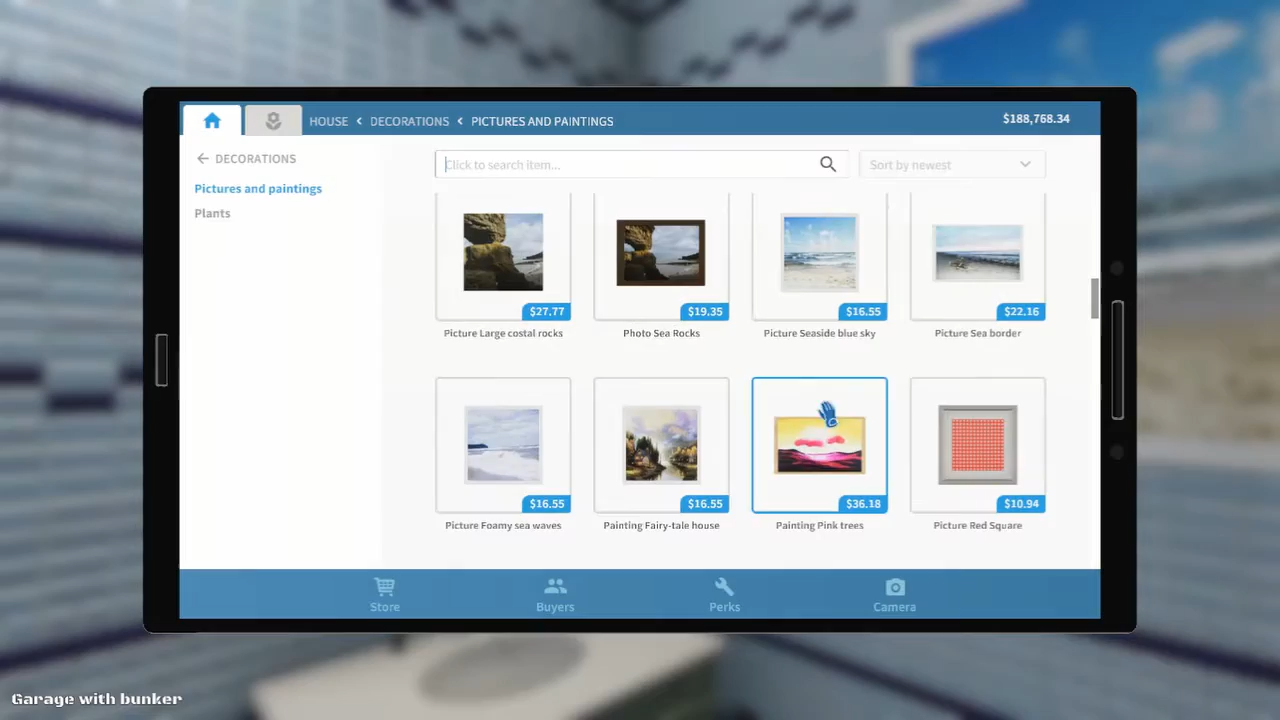 HOUSE < DECORATIONS < PICTURES AND PAINTINGS
$188,768.34
DECORATIONS
Click to search item...
Sort by newest
Pictures and paintings
Plants
$27.77
$19.35
$16.55
$22.16
Picture Large costal rocks
Photo Sea Rocks
Picture Seaside blue sky
Picture Sea border
$16.55
$16.55
$36.18
$10.94
Picture Foamy sea waves
Painting Fairy-tale house
Painting Pink trees
Picture Red Square
Store
Buyers
Perks
Camera
Garage with bunker